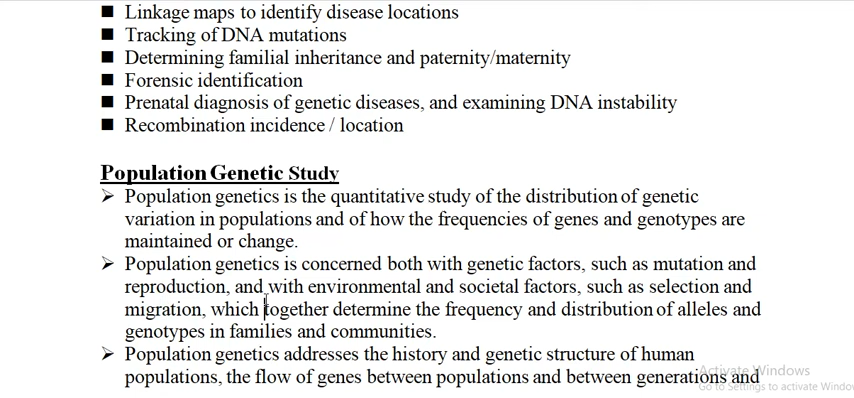 ■ Linkage maps to identify disease locations
■ Tracking of DNA mutations
■ Determining familial inheritance and paternity/maternity
■ Forensic identification
■ Prenatal diagnosis of genetic diseases, and examining DNA instability
■ Recombination incidence / location
Population Genetic Study
➢ Population genetics is the quantitative study of the distribution of genetic
variation in populations and of how the frequencies of genes and genotypes are
maintained or change.
➢ Population genetics is concerned both with genetic factors, such as mutation and
reproduction, and with environmental and societal factors, such as selection and
migration, which together determine the frequency and distribution of alleles and
genotypes in families and communities.
➢ Population genetics addresses the history and genetic structure of human
populations, the flow of genes between populations and between generations and
Activate Windows
Go to Settings to activate Windo